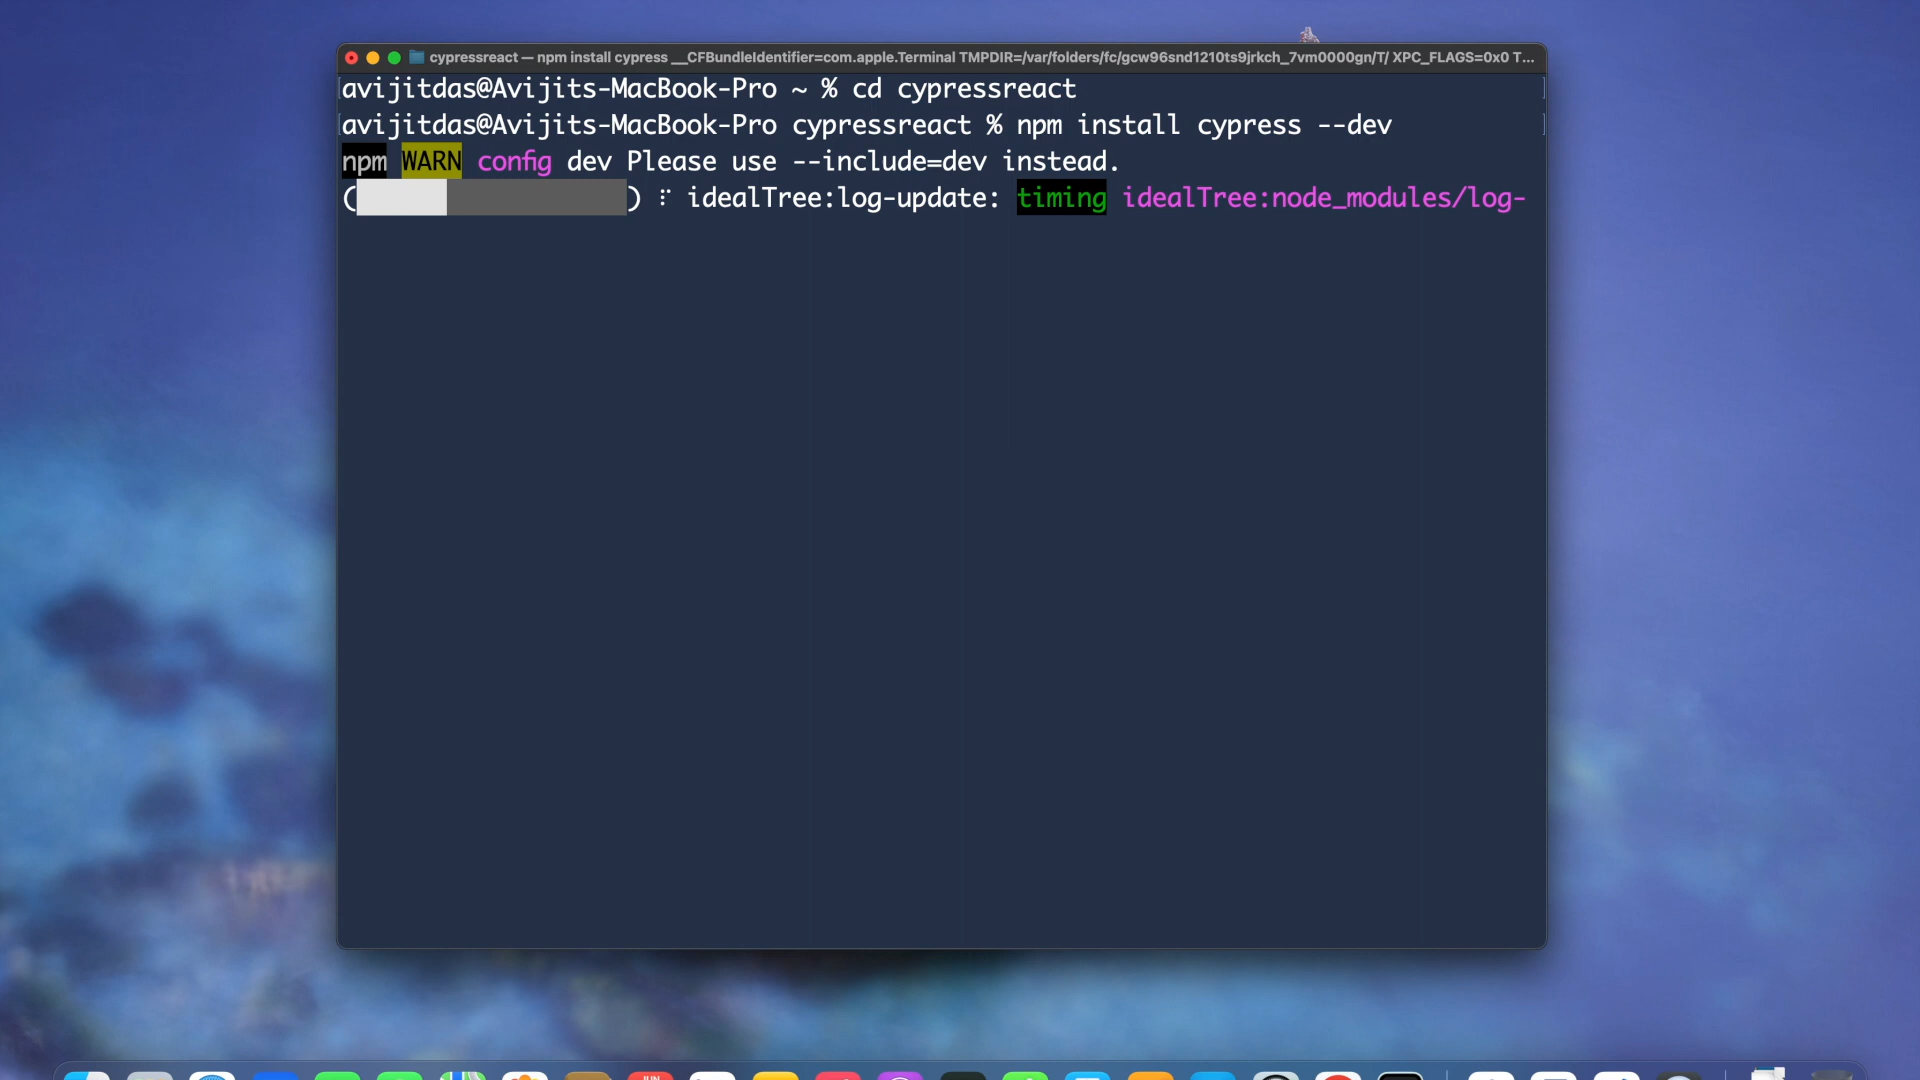 cypressreact — npm install cypress __CFBundleIdentifier=com.apple.Terminal TMPDIR=/var/folders/fc/gcw96snd1210ts9jrkch_7vm0000gn/T/ XPC_FLAGS=0x0 T...
avijitdas@Avijits-MacBook-Pro ~ % cd cypressreact
avijitdas@Avijits-MacBook-Pro cypressreact % npm install cypress --dev
npm WARN config dev Please use --include=dev instead.
() ⠏ idealTree:log-update: timing idealTree:node_modules/log-
JUN